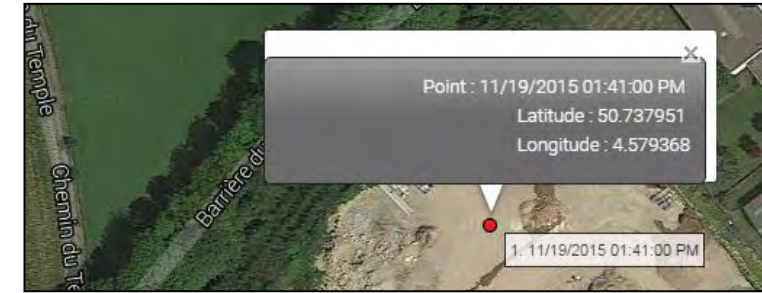 du Temple
Chemin du Te
Barrière du
×
Point : 11/19/2015 01:41:00 PM
Latitude : 50.737951
Longitude : 4.579368
1. 11/19/2015 01:41:00 PM